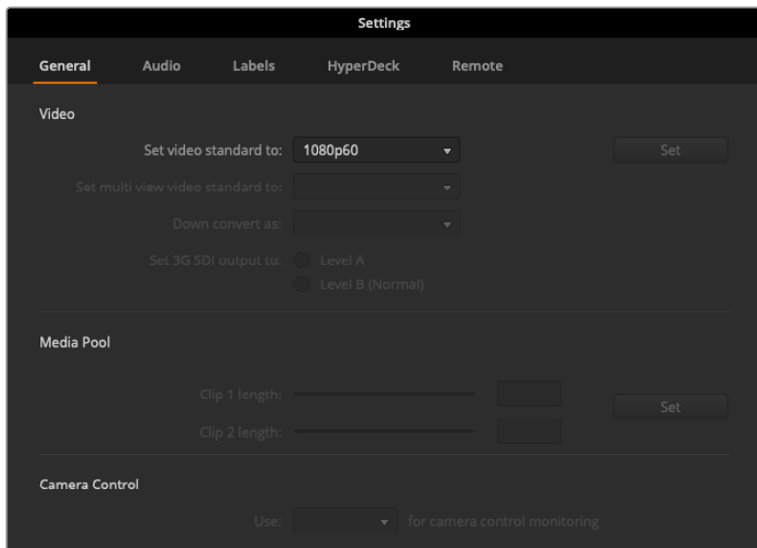 Settings
General Audio Labels HyperDeck Remote
Video
Set video standard to: 1080p60 Set
Set multi view video standard to:
Down convert as:
Set 3G SDI output to: Level A
Level B (Normal)
Media Pool
Clip 1 length:
Set
Clip 2 length:
Camera Control
Use: for camera control monitoring